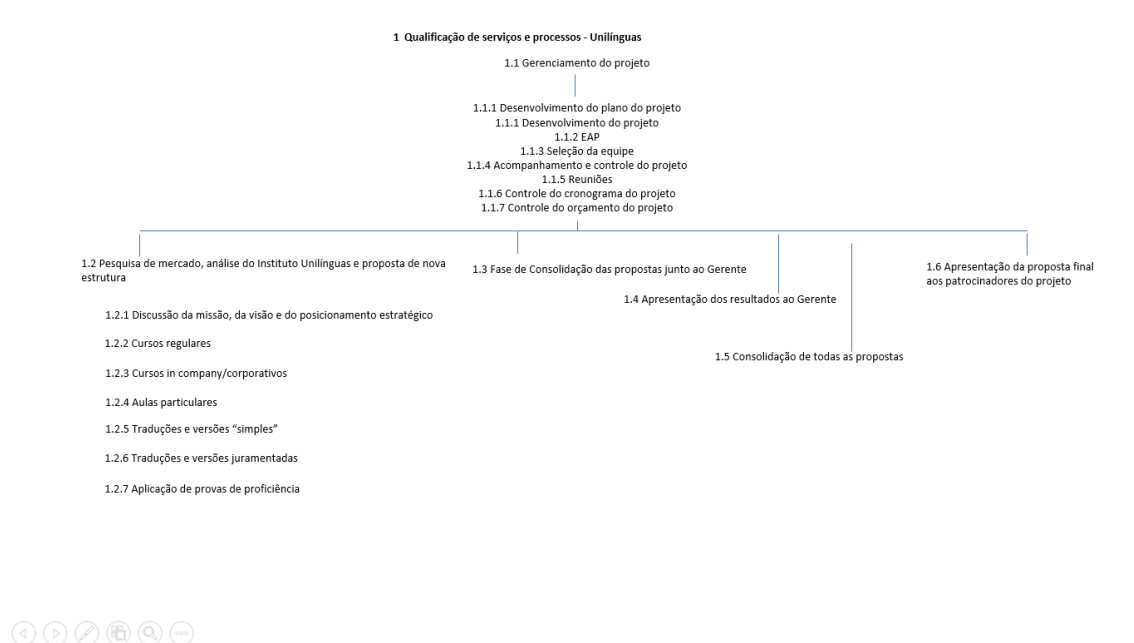 1 Qualificação de serviços e processos - Unilínguas
1.1 Gerenciamento do projeto
1.1.1 Desenvolvimento do plano do projeto
1.1.1 Desenvolvimento do projeto
1.1.2 EAP
1.1.3 Seleção da equipe
1.1.4 Acompanhamento e controle do projeto
1.1.5 Reuniões
1.1.6 Controle do cronograma do projeto
1.1.7 Controle do orçamento do projeto
1.2 Pesquisa de mercado, análise do Instituto Unilínguas e proposta de nova
estrutura
1.2.1 Discussão da missão, da visão e do posicionamento estratégico
1.2.2 Cursos regulares
1.2.3 Cursos in company/corporativos
1.2.4 Aulas particulares
1.2.5 Traduções e versões “simples”
1.2.6 Traduções e versões juramentadas
1.2.7 Aplicação de provas de proficiência
1.3 Fase de Consolidação das propostas junto ao Gerente
1.4 Apresentação dos resultados ao Gerente
1.5 Consolidação de todas as propostas
1.6 Apresentação da proposta final
aos patrocinadores do projeto